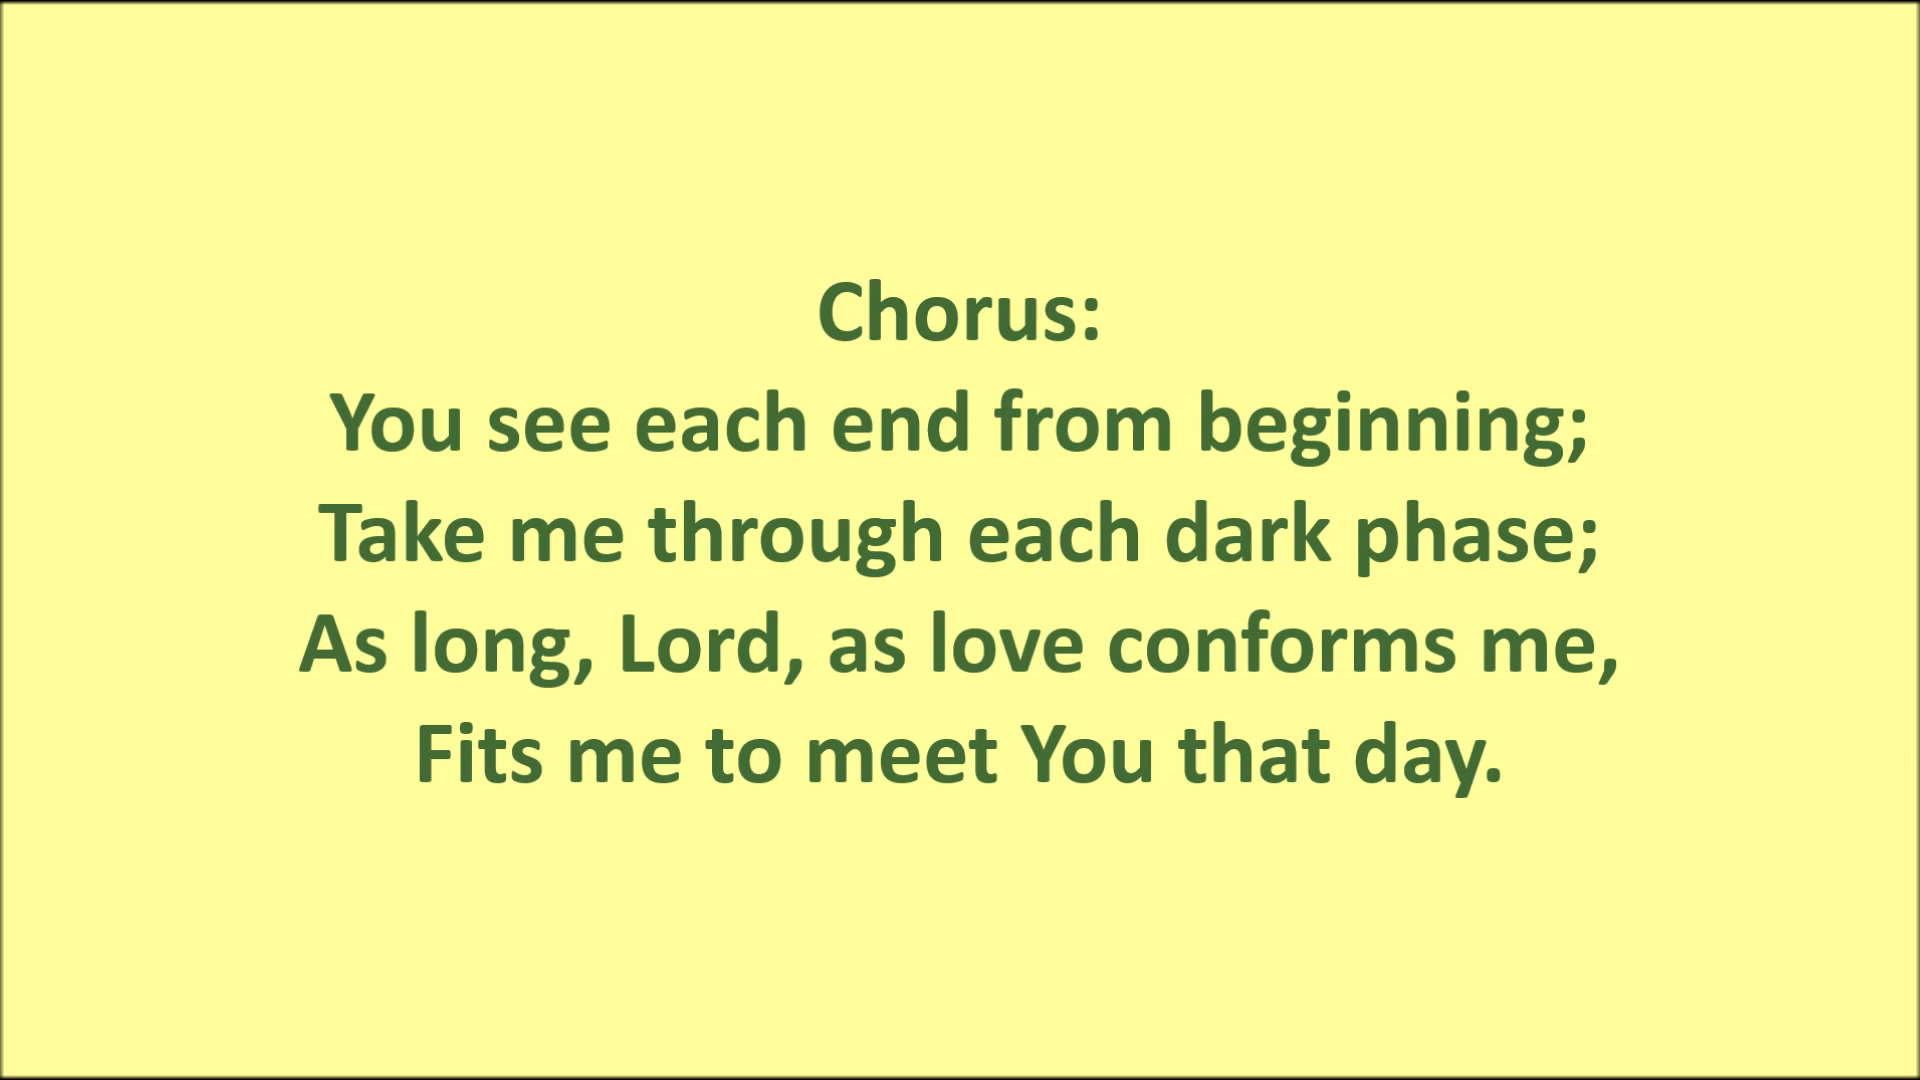 Chorus:
You see each end from beginning;
Take me through each dark phase;
As long, Lord, as love conforms me,
Fits me to meet You that day.